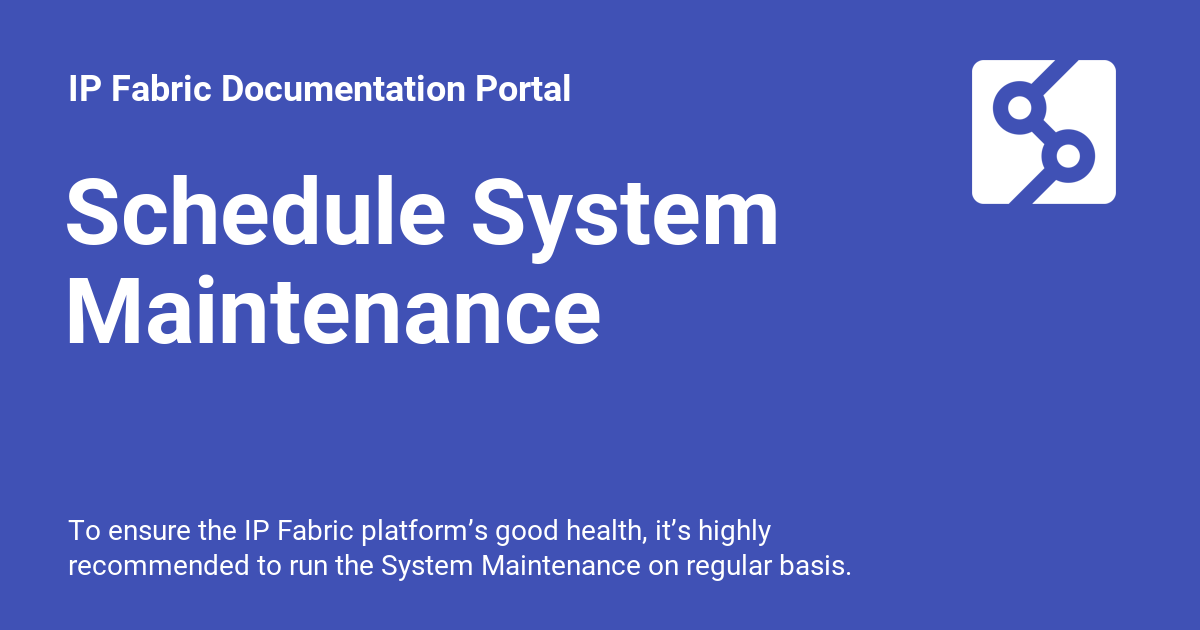 IP Fabric Documentation Portal
Schedule System
Maintenance
To ensure the IP Fabric platform’s good health, it’s highly
recommended to run the System Maintenance on regular basis.